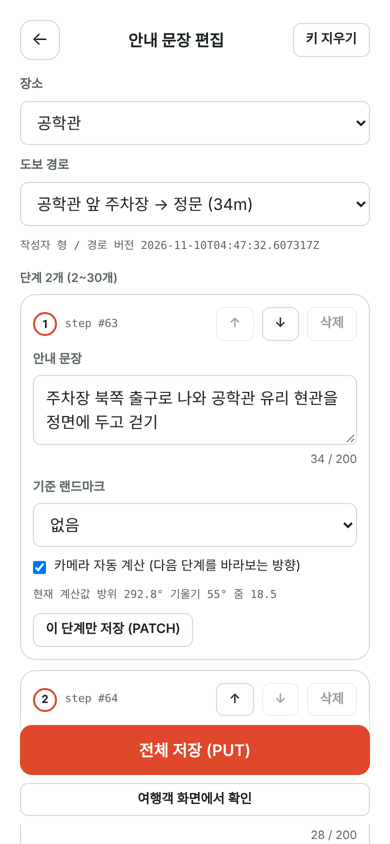 안내 문장 편집
키 지우기
장소
공학관
도보 경로
공학관 앞 주차장 → 정문 (34m)
작성자 형 / 경로 버전 2026-11-10T04:47:32.607317Z
단계 2개 (2~30개)
1 step #63 ↑ ↓ 삭제
안내 문장
주차장 북쪽 출구로 나와 공학관 유리 현관을
정면에 두고 걷기
34 / 200
기준 랜드마크
없음
카메라 자동 계산 (다음 단계를 바라보는 방향)
현재 계산값 방위 292.8° 기울기 55° 줌 18.5
이 단계만 저장 (PATCH)
2 step #64 ↑ ↓ 삭제
전체 저장 (PUT)
여행객 화면에서 확인
28 / 200